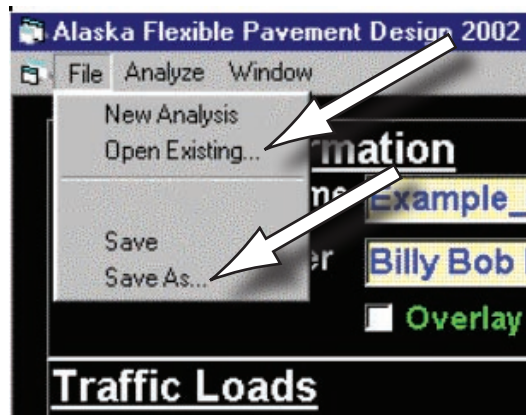 Alaska Flexible Pavement Design 2002
File Analyze Window
New Analysis
Open Existing...
Save
Save As...
Example_
Billy Bob
Overlay
Traffic Loads